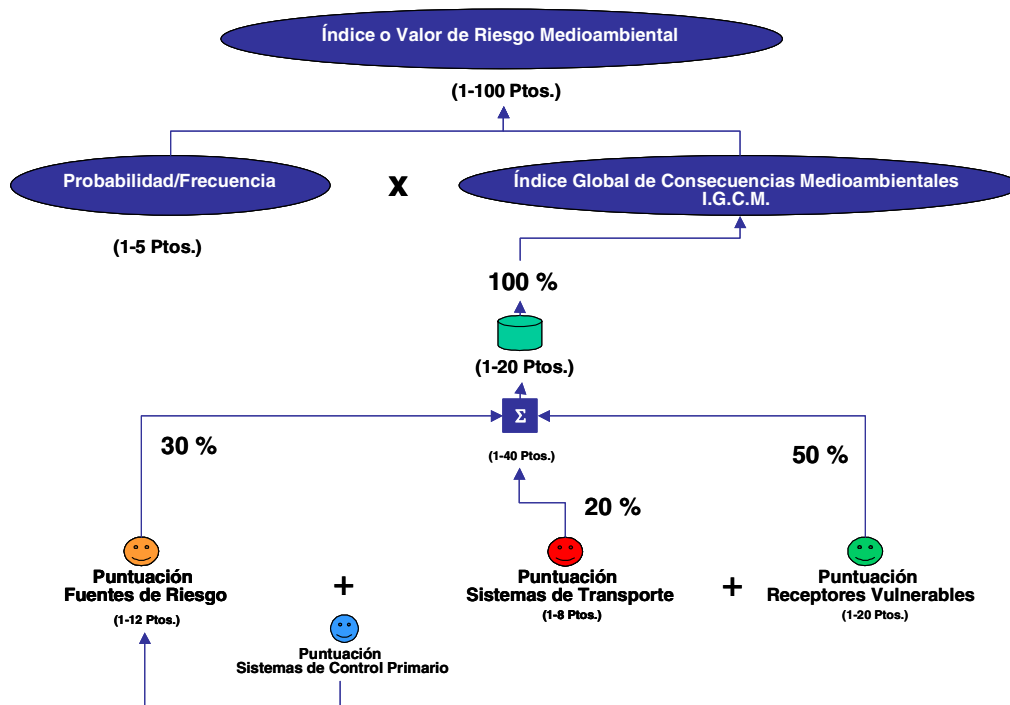 Índice o Valor de Riesgo Medioambiental
(1-100 Ptos.)
Probabilidad/Frecuencia
X
Índice Global de Consecuencias Medioambientales
I.G.C.M.
(1-5 Ptos.)
100 %
(1-20 Ptos.)
Σ
30 %
(1-40 Ptos.)
50 %
20 %
Puntuación
Fuentes de Riesgo
(1-12 Ptos.)
+
Puntuación
Sistemas de Control Primario
Puntuación
Sistemas de Transporte
(1-8 Ptos.)
+
Puntuación
Receptores Vulnerables
(1-20 Ptos.)